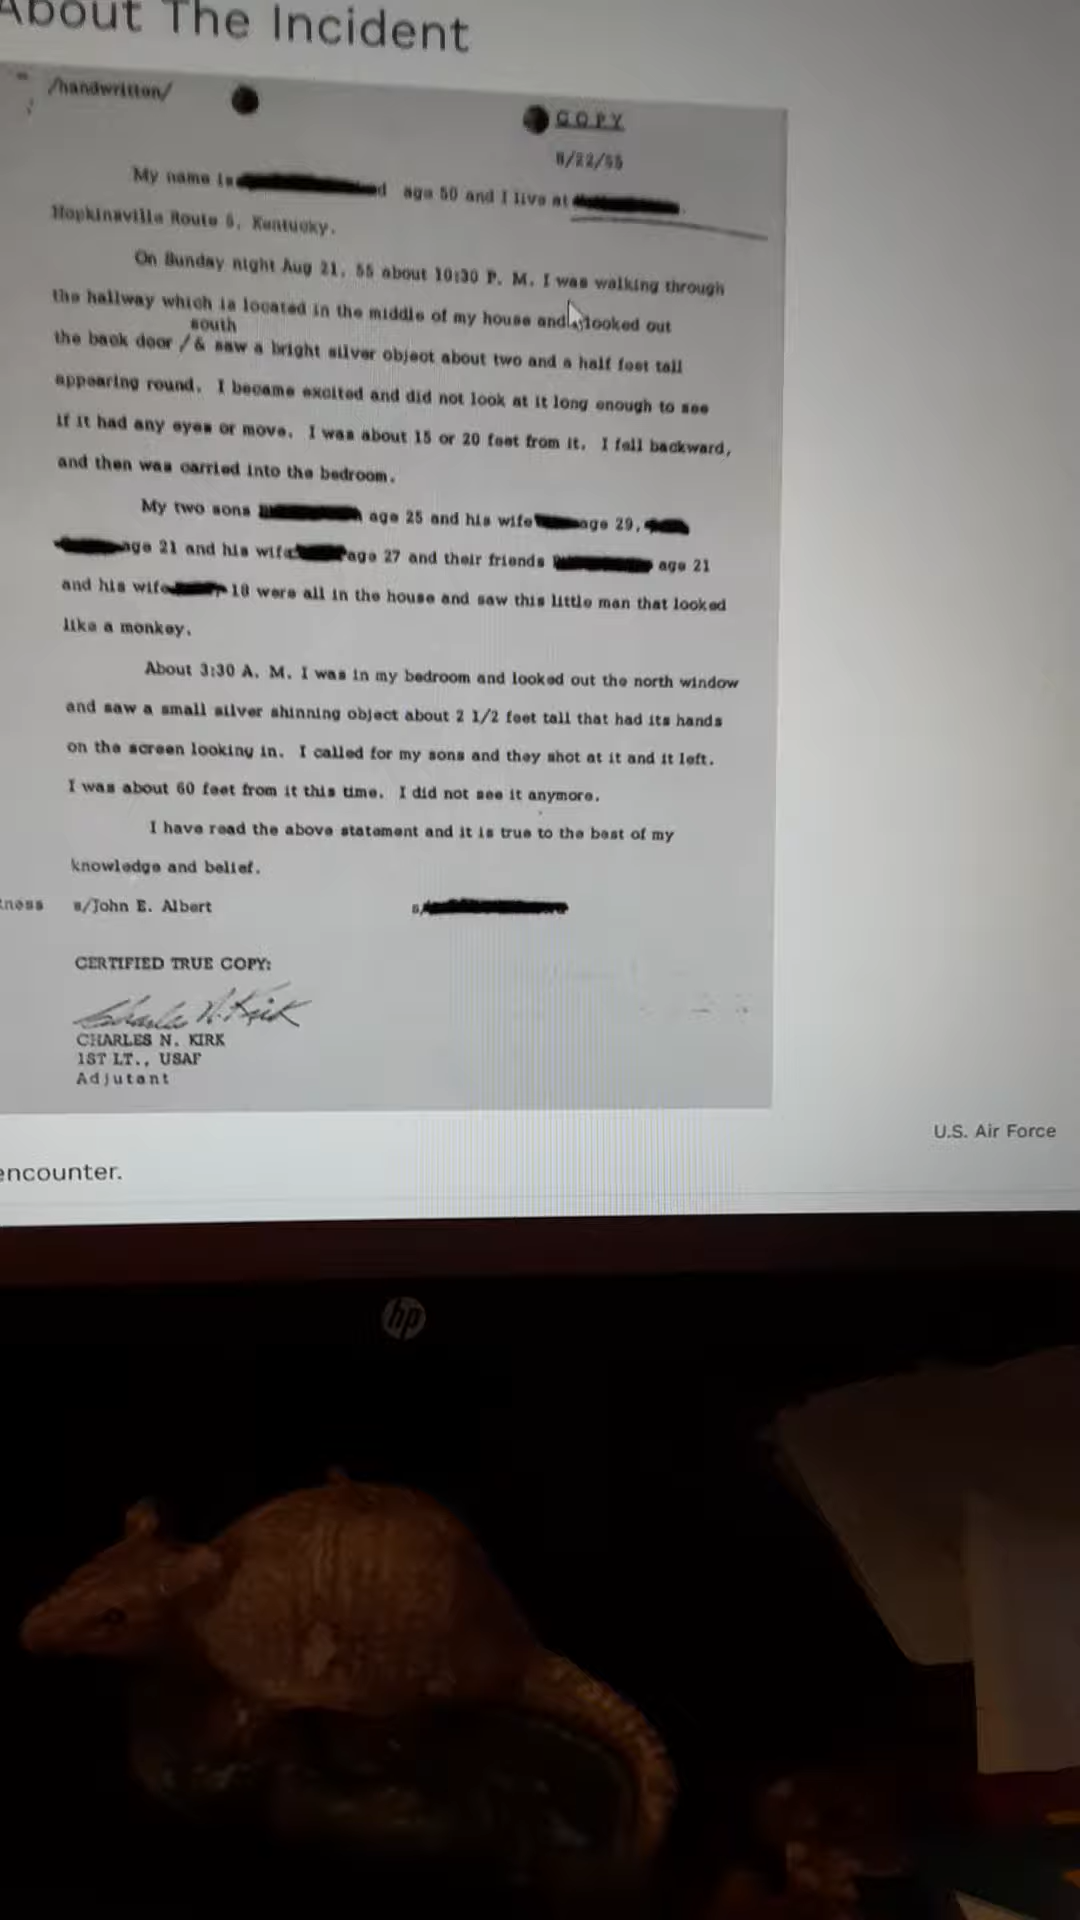 About The Incident
/handwritten/
COPY
8/22/55
My name is age 50 and I live at
Hopkinsville Route 6, Kentucky.
On Sunday night Aug 21, 55 about 10:30 P. M. I was walking through
the hallway which is located in the middle of my house and looked out
south
the back door / & saw a bright silver object about two and a half feet tall
appearing round. I became excited and did not look at it long enough to see
if it had any eyes or move. I was about 15 or 20 feet from it. I fell backward,
and then was carried into the bedroom.
My two sons age 25 and his wife age 29,
age 21 and his wife age 27 and their friends age 21
and his wife 18 were all in the house and saw this little man that looked
like a monkey.
About 3:30 A. M. I was in my bedroom and looked out the north window
and saw a small silver shinning object about 2 1/2 feet tall that had its hands
on the screen looking in. I called for my sons and they shot at it and it left.
I was about 60 feet from it this time. I did not see it anymore.
I have read the above statement and it is true to the best of my
knowledge and belief.
tness s/John E. Albert s/
CERTIFIED TRUE COPY:
Charles N. Kirk
CHARLES N. KIRK
1ST LT., USAF
Adjutant
U.S. Air Force
encounter.
hp